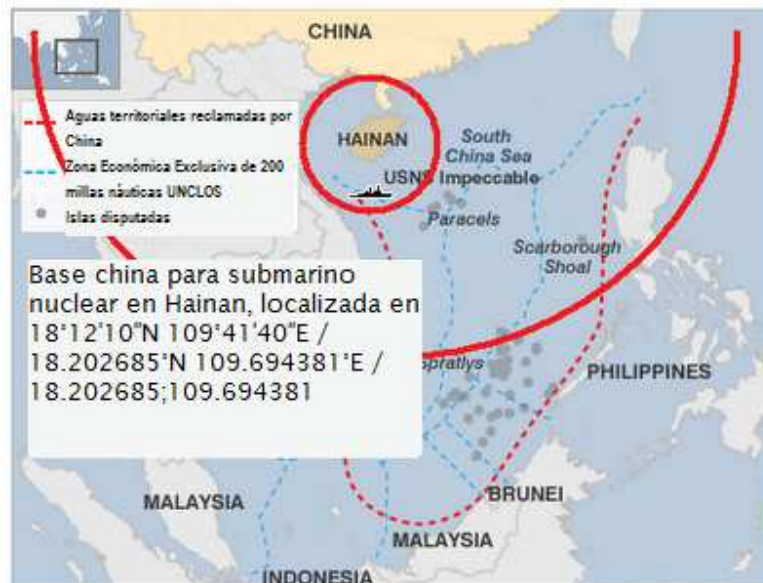 CHINA
Aguas territoriales reclamadas por
China
Zona Económica Exclusiva de 200
millas náuticas UNCLOS
Islas disputadas
HAINAN
South
China Sea
USNS Impeccable
Paracels
Scarborough
Shoal
Base china para submarino
nuclear en Hainan, localizada en
18°12'10"N 109°41'40"E /
18.202685°N 109.694381°E /
18.202685;109.694381
Spratlys
PHILIPPINES
MALAYSIA
BRUNEI
MALAYSIA
INDONESIA